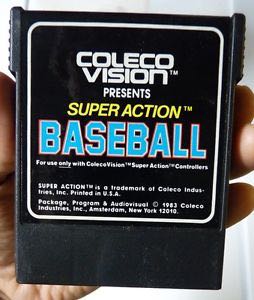 COLECO
VISION™
PRESENTS
SUPER ACTION™
BASEBALL
For use only with ColecoVision™ Super Action™ Controllers
SUPER ACTION™ is a trademark of Coleco Indus-
tries, Inc. Printed in U.S.A.
Package, Program & Audiovisual © 1983 Coleco
Industries, Inc., Amsterdam, New York 12010.